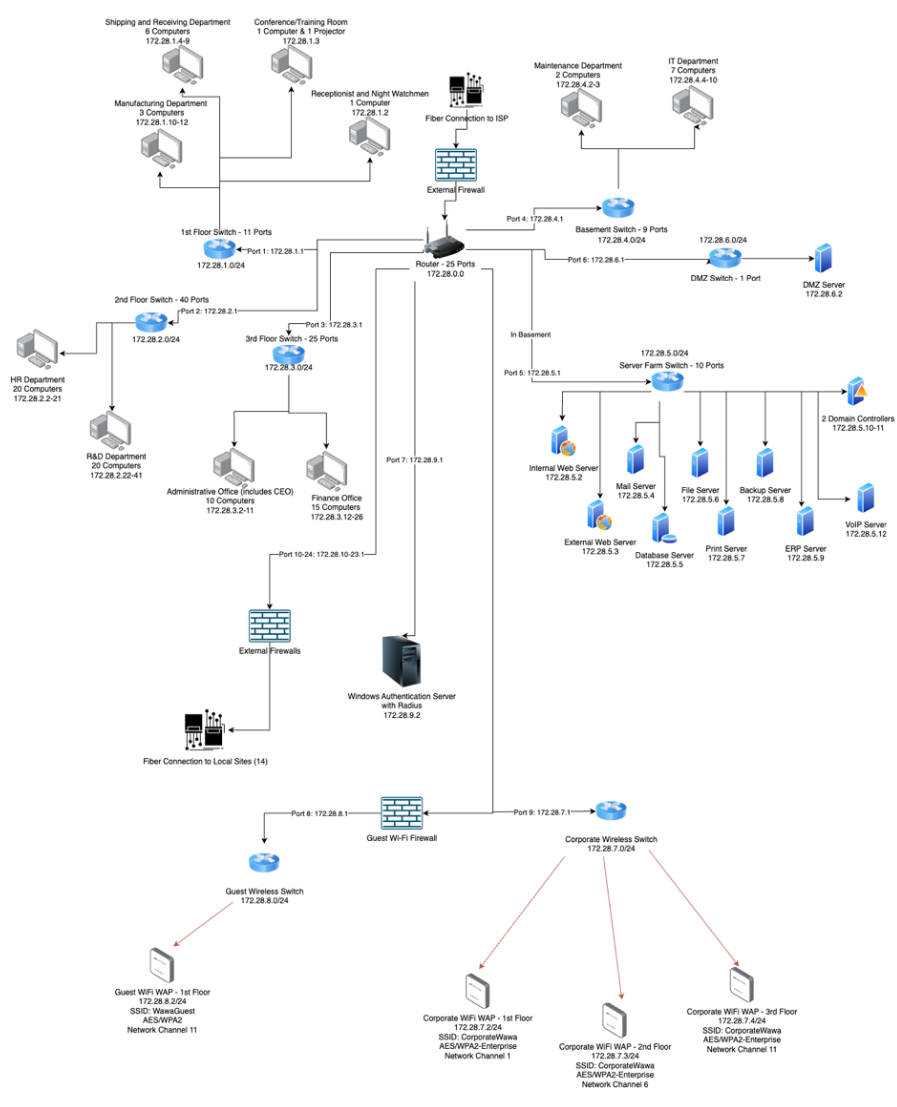 Shipping and Receiving Department
6 Computers
172.28.1.4-9
Conference/Training Room
1 Computer & 1 Projector
172.28.1.3
Manufacturing Department
3 Computers
172.28.1.10-12
Receptionist and Night Watchmen
1 Computer
172.28.1.2
Fiber Connection to ISP
Maintenance Department
2 Computers
172.28.4.2-3
IT Department
7 Computers
172.28.4.4-10
External Firewall
1st Floor Switch - 11 Ports
172.28.1.0/24
Port 1: 172.28.1.1
Port 4: 172.28.4.1
Basement Switch - 9 Ports
172.28.4.0/24
Router - 25 Ports
172.28.0.0
Port 6: 172.28.6.1
172.28.6.0/24
DMZ Switch - 1 Port
DMZ Server
172.28.6.2
2nd Floor Switch - 40 Ports
Port 2: 172.28.2.1
172.28.2.0/24
Port 3: 172.28.3.1
3rd Floor Switch - 25 Ports
172.28.3.0/24
In Basement
Port 5: 172.28.5.1
172.28.5.0/24
Server Farm Switch - 10 Ports
HR Department
20 Computers
172.28.2.2-21
R&D Department
20 Computers
172.28.2.22-41
Administrative Office (includes CEO)
10 Computers
172.28.3.2-11
Finance Office
15 Computers
172.28.3.12-26
Port 7: 172.28.9.1
2 Domain Controllers
172.28.5.10-11
Internal Web Server
172.28.5.2
Mail Server
172.28.5.4
File Server
172.28.5.6
Backup Server
172.28.5.8
External Web Server
172.28.5.3
Database Server
172.28.5.5
Print Server
172.28.5.7
ERP Server
172.28.5.9
VoIP Server
172.28.5.12
Port 10-24: 172.28.10-23.1
External Firewalls
Windows Authentication Server
with Radius
172.28.9.2
Fiber Connection to Local Sites (14)
Port 8: 172.28.8.1
Guest Wi-Fi Firewall
Port 9: 172.28.7.1
Corporate Wireless Switch
172.28.7.0/24
Guest Wireless Switch
172.28.8.0/24
Guest WiFi WAP - 1st Floor
172.28.8.2/24
SSID: WawaGuest
AES/WPA2
Network Channel 11
Corporate WiFi WAP - 1st Floor
172.28.7.2/24
SSID: CorporateWawa
AES/WPA2-Enterprise
Network Channel 1
Corporate WiFi WAP - 2nd Floor
172.28.7.3/24
SSID: CorporateWawa
AES/WPA2-Enterprise
Network Channel 6
Corporate WiFi WAP - 3rd Floor
172.28.7.4/24
SSID: CorporateWawa
AES/WPA2-Enterprise
Network Channel 11